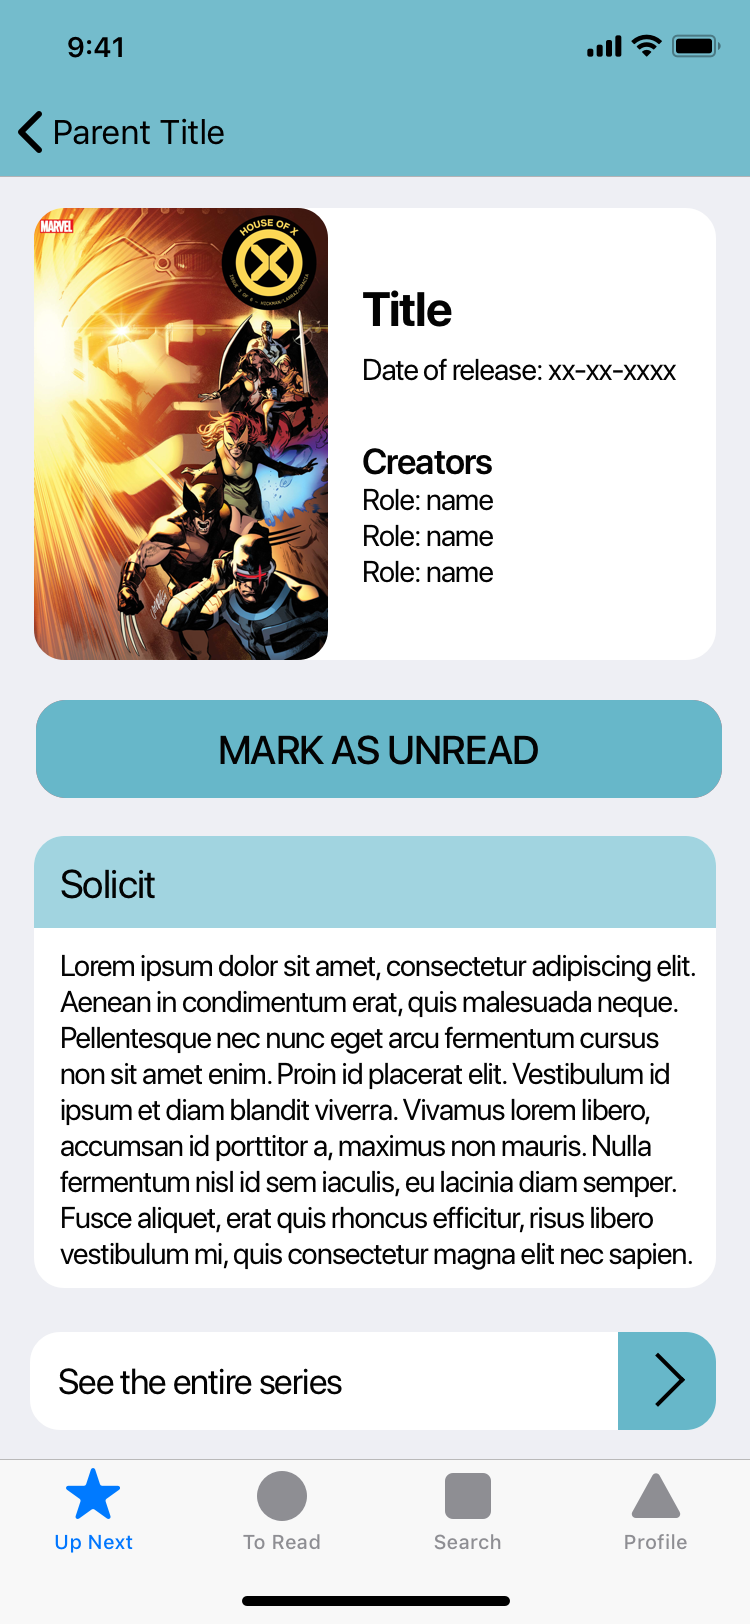 9:41
Parent Title
MARVEL
HOUSE OF X
Title
Date of release: xx-xx-xxxx
Creators
Role: name
Role: name
Role: name
MARK AS UNREAD
Solicit
Lorem ipsum dolor sit amet, consectetur adipiscing elit.
Aenean in condimentum erat, quis malesuada neque.
Pellentesque nec nunc eget arcu fermentum cursus
non sit amet enim. Proin id placerat elit. Vestibulum id
ipsum et diam blandit viverra. Vivamus lorem libero,
accumsan id porttitor a, maximus non mauris. Nulla
fermentum nisl id sem iaculis, eu lacinia diam semper.
Fusce aliquet, erat quis rhoncus efficitur, risus libero
vestibulum mi, quis consectetur magna elit nec sapien.
See the entire series
Up Next
To Read
Search
Profile